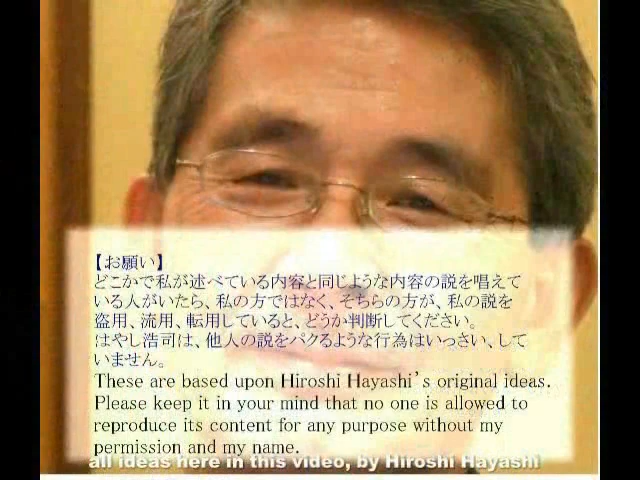 【お願い】
どこかで私が述べている内容と同じような内容の説を唱えて
いる人がいたら、私の方ではなく、そちらの方が、私の説を
盗用、流用、転用していると、どうか判断してください。
はやし浩司は、他人の説をパクるような行為はいっさい、して
いません。
These are based upon Hiroshi Hayashi's original ideas.
Please keep it in your mind that no one is allowed to
reproduce its content for any purpose without my
permission and my name.
all ideas here in this video, by Hiroshi Hayashi